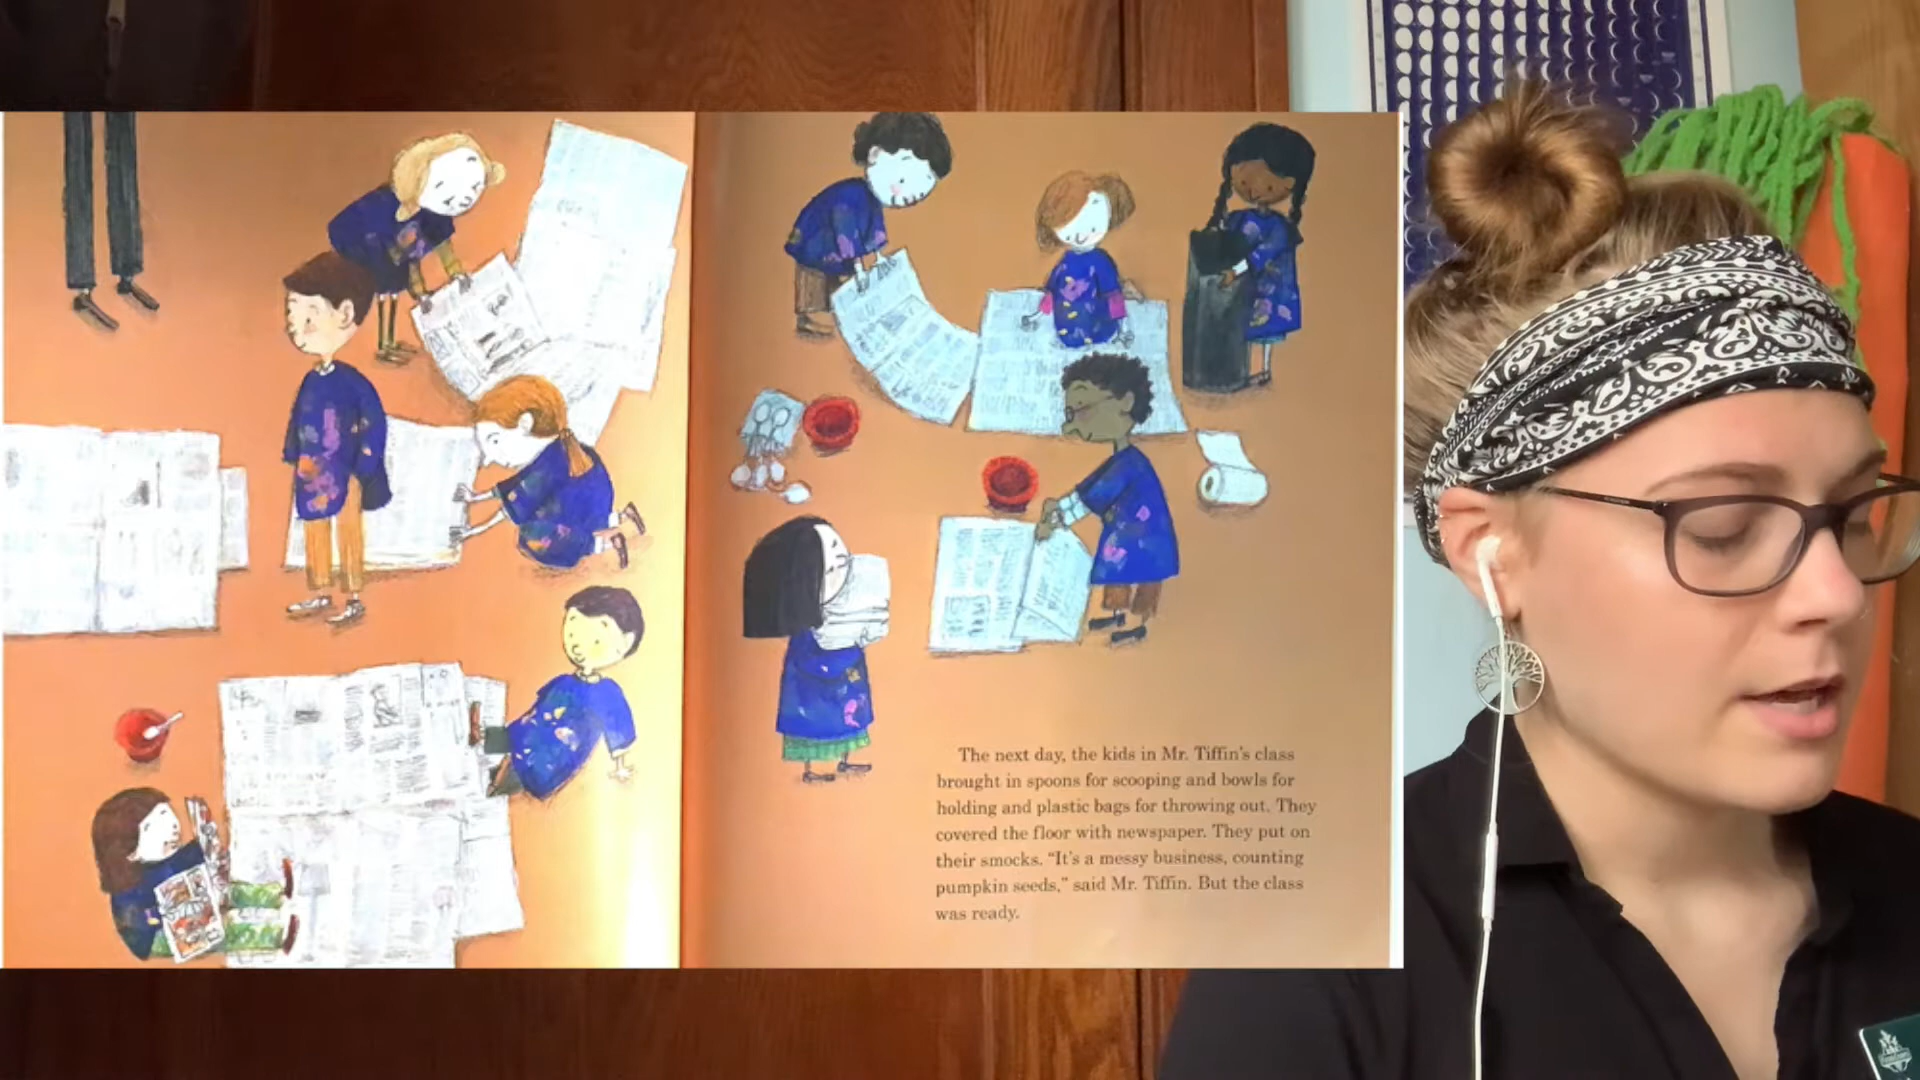 The next day, the kids in Mr. Tiffin's class
brought in spoons for scooping and bowls for
holding and plastic bags for throwing out. They
covered the floor with newspaper. They put on
their smocks. “It's a messy business, counting
pumpkin seeds,” said Mr. Tiffin. But the class
was ready.